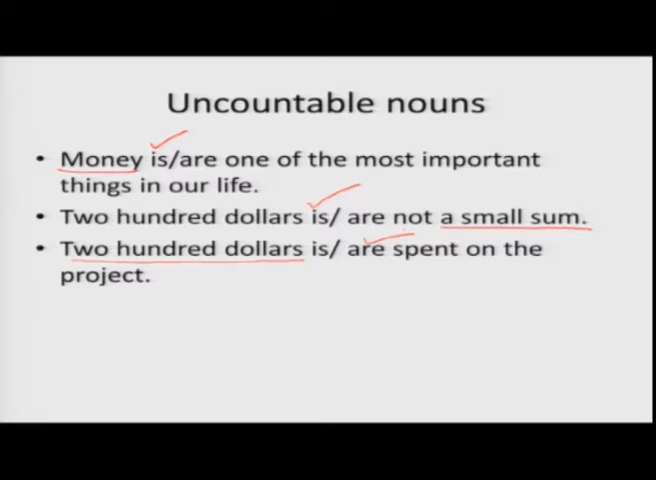 Uncountable nouns
• Money is/are one of the most important
things in our life.
• Two hundred dollars is/ are not a small sum.
• Two hundred dollars is/ are spent on the
project.